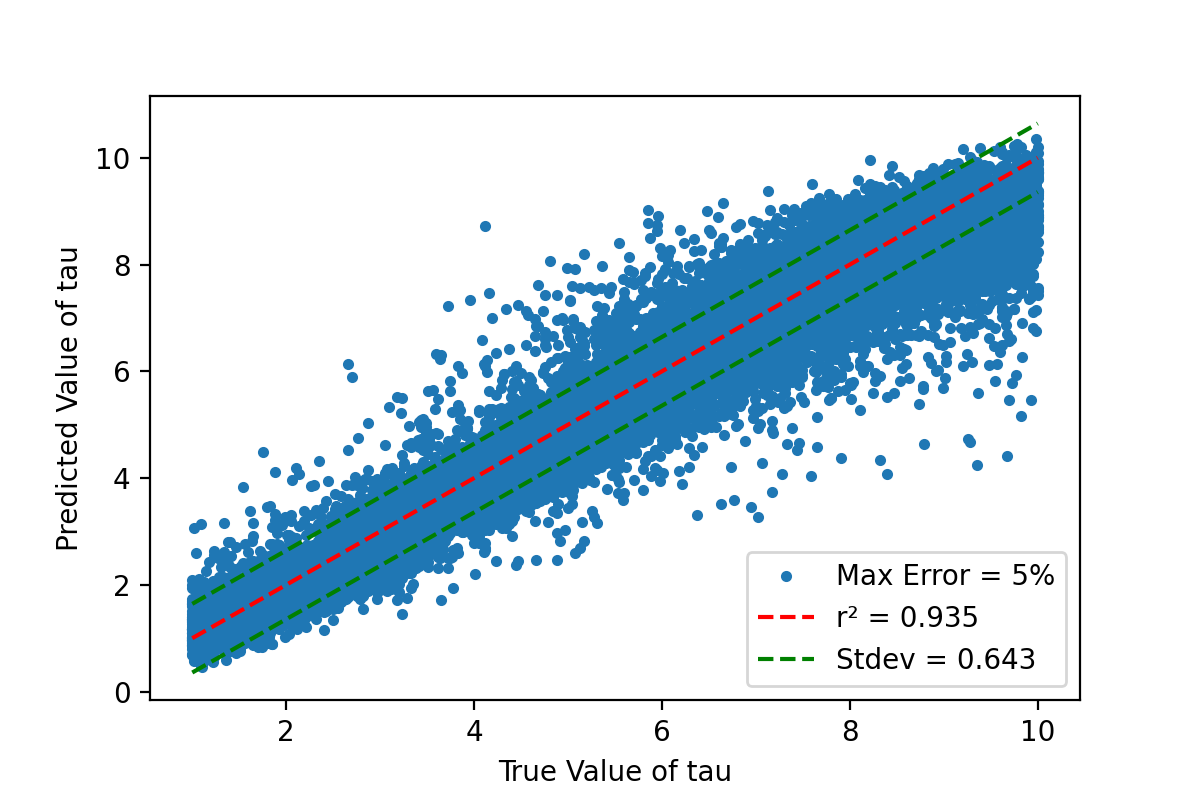 10
8
6
4
2
0
Predicted Value of tau
Max Error = 5%
r² = 0.935
Stdev = 0.643
2 4 6 8 10
True Value of tau